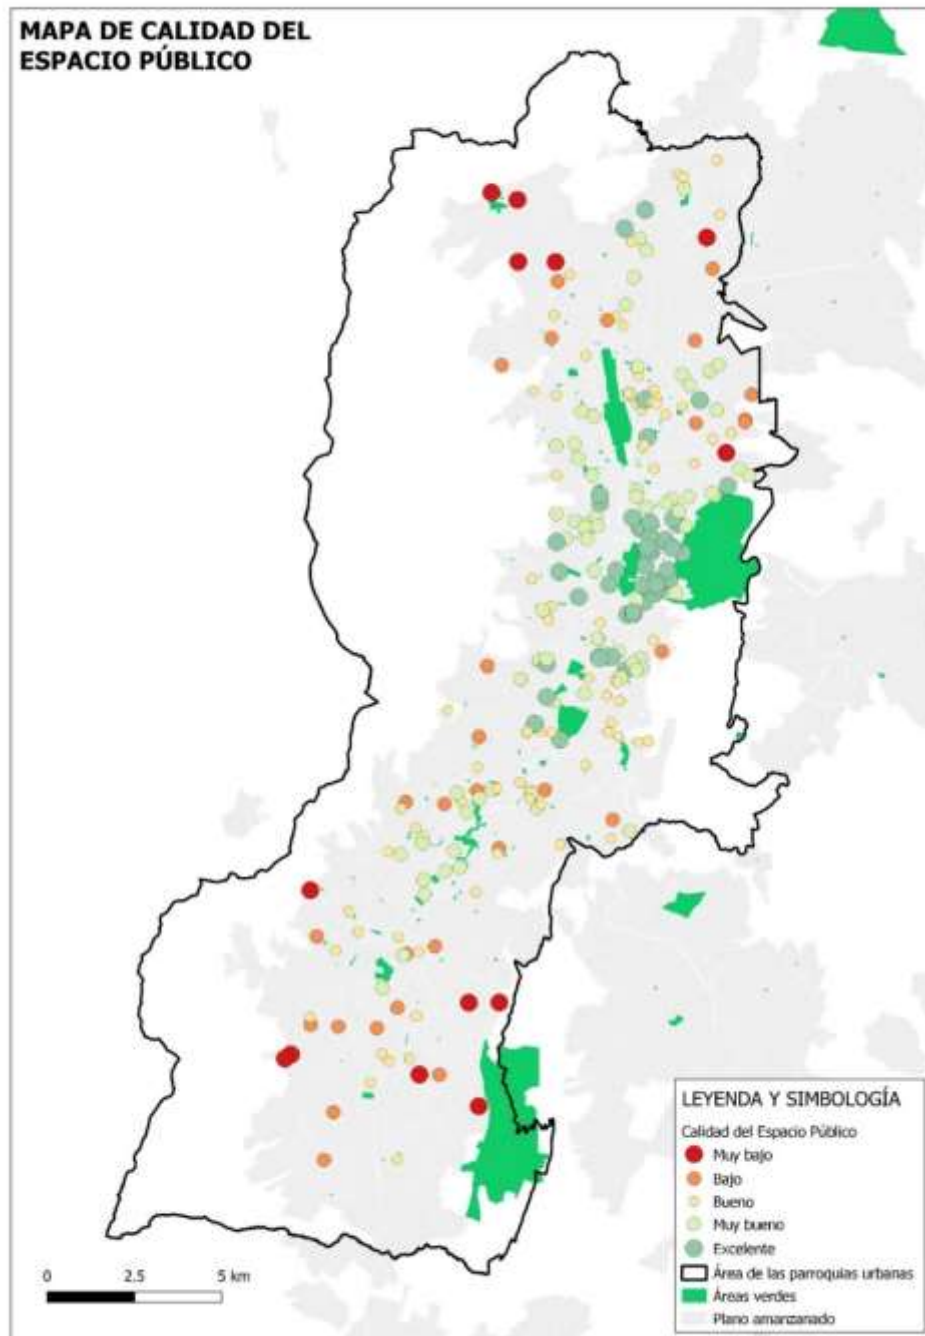 MAPA DE CALIDAD DEL
ESPACIO PÚBLICO
LEYENDA Y SIMBOLOGÍA
Calidad del Espacio Público
Muy bajo
Bajo
Bueno
Muy bueno
Excelente
Área de las parroquias urbanas
Áreas verdes
Plano amanzanado
0 2.5 5 km